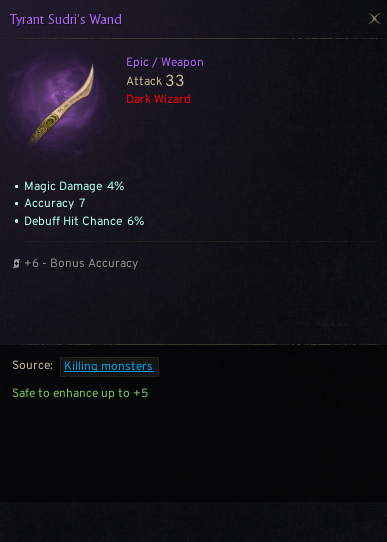 Tyrant Sudri's Wand
Epic / Weapon
Attack 33
Dark Wizard
• Magic Damage 4%
• Accuracy 7
• Debuff Hit Chance 6%
+6 - Bonus Accuracy
Source: Killing monsters
Safe to enhance up to +5